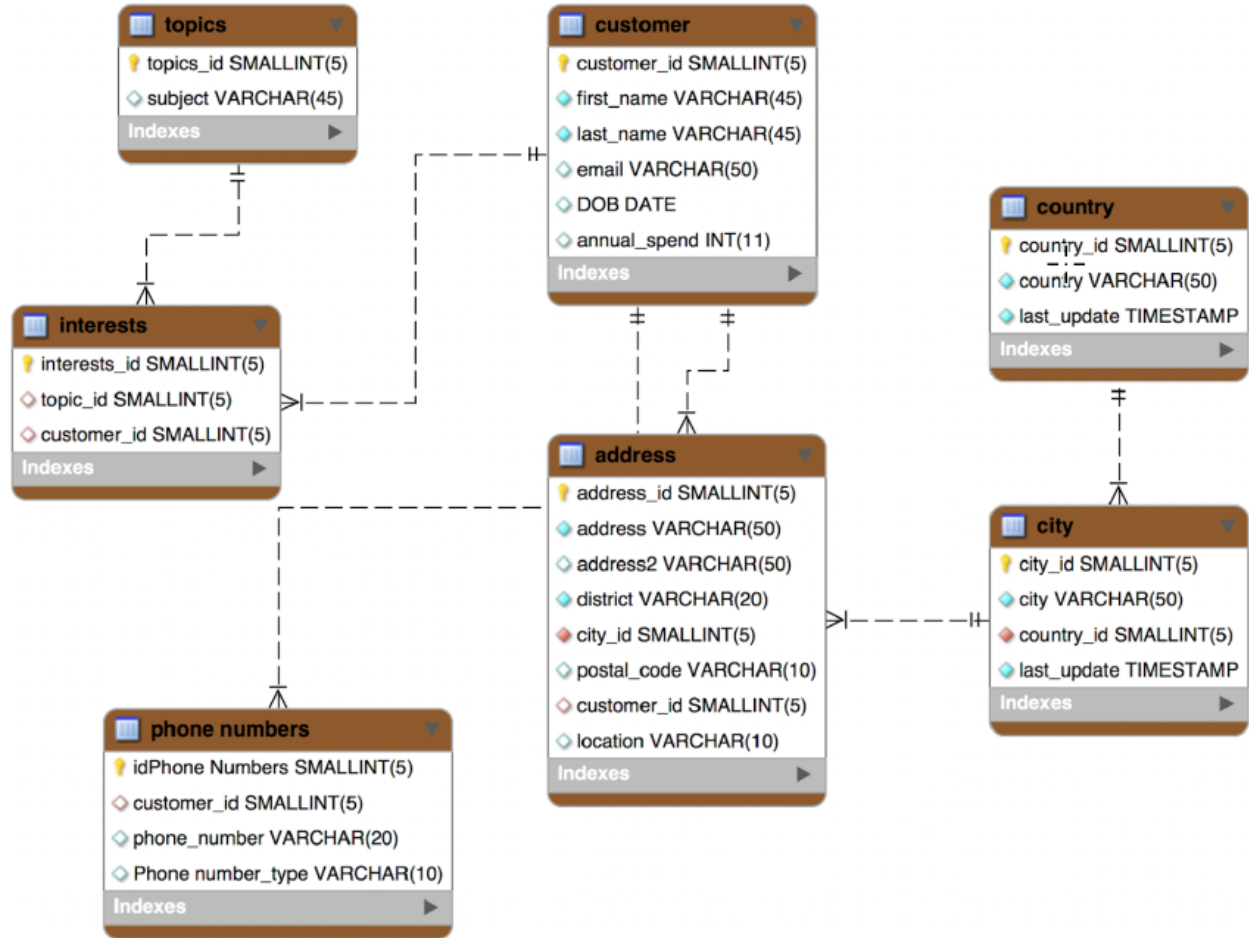 topics
topics_id SMALLINT(5)
subject VARCHAR(45)
Indexes
customer
customer_id SMALLINT(5)
first_name VARCHAR(45)
last_name VARCHAR(45)
email VARCHAR(50)
DOB DATE
annual_spend INT(11)
Indexes
country
country_id SMALLINT(5)
country VARCHAR(50)
last_update TIMESTAMP
Indexes
interests
interests_id SMALLINT(5)
topic_id SMALLINT(5)
customer_id SMALLINT(5)
Indexes
address
address_id SMALLINT(5)
address VARCHAR(50)
address2 VARCHAR(50)
district VARCHAR(20)
city_id SMALLINT(5)
postal_code VARCHAR(10)
customer_id SMALLINT(5)
location VARCHAR(10)
Indexes
city
city_id SMALLINT(5)
city VARCHAR(50)
country_id SMALLINT(5)
last_update TIMESTAMP
Indexes
phone numbers
idPhone Numbers SMALLINT(5)
customer_id SMALLINT(5)
phone_number VARCHAR(20)
Phone number_type VARCHAR(10)
Indexes